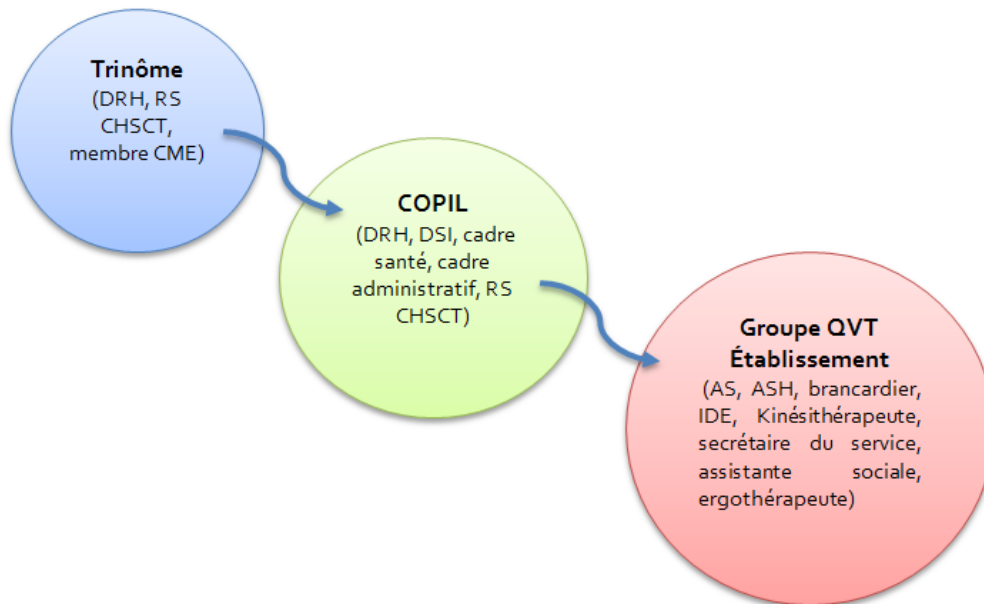 Trinôme
(DRH, RS
CHSCT,
membre CME)
COPIL
(DRH, DSI, cadre
santé, cadre
administratif, RS
CHSCT)
Groupe QVT
Établissement
(AS, ASH, brancardier,
IDE, Kinésithérapeute,
secrétaire du service,
assistante sociale,
ergothérapeute)